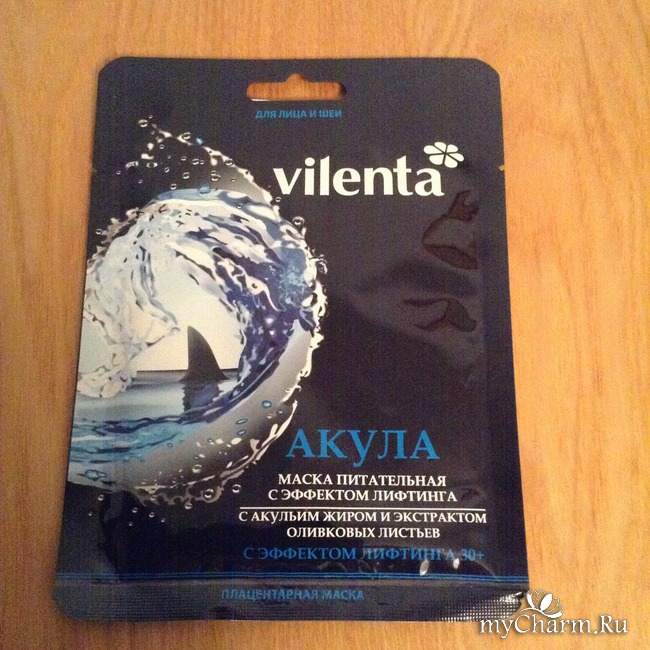 ДЛЯ ЛИЦА И ШЕИ
vilenta
АКУЛА
МАСКА ПИТАТЕЛЬНАЯ
С ЭФФЕКТОМ ЛИФТИНГА
С АКУЛЬИМ ЖИРОМ И ЭКСТРАКТОМ
ОЛИВКОВЫХ ЛИСТЬЕВ
С ЭФФЕКТОМ ЛИФТИНГА 30+
ПЛАЦЕНТАРНАЯ МАСКА
myCharm.Ru